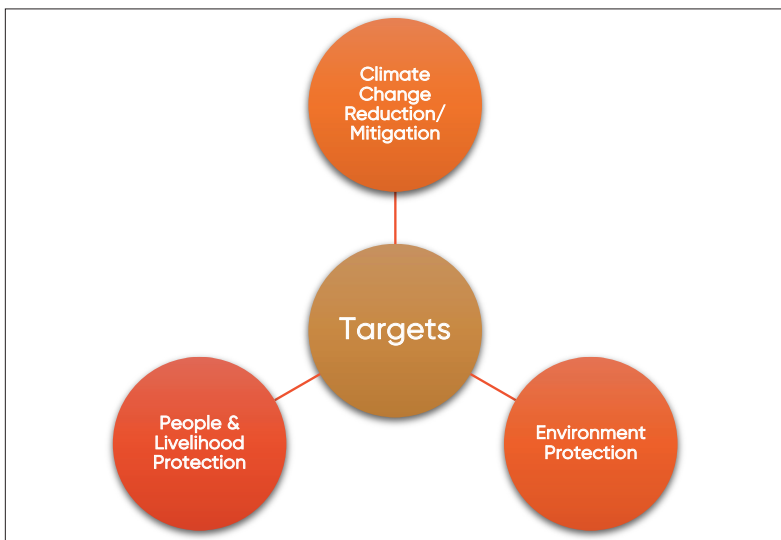 Climate
Change
Reduction/
Mitigation
Targets
People &
Livelihood
Protection
Environment
Protection